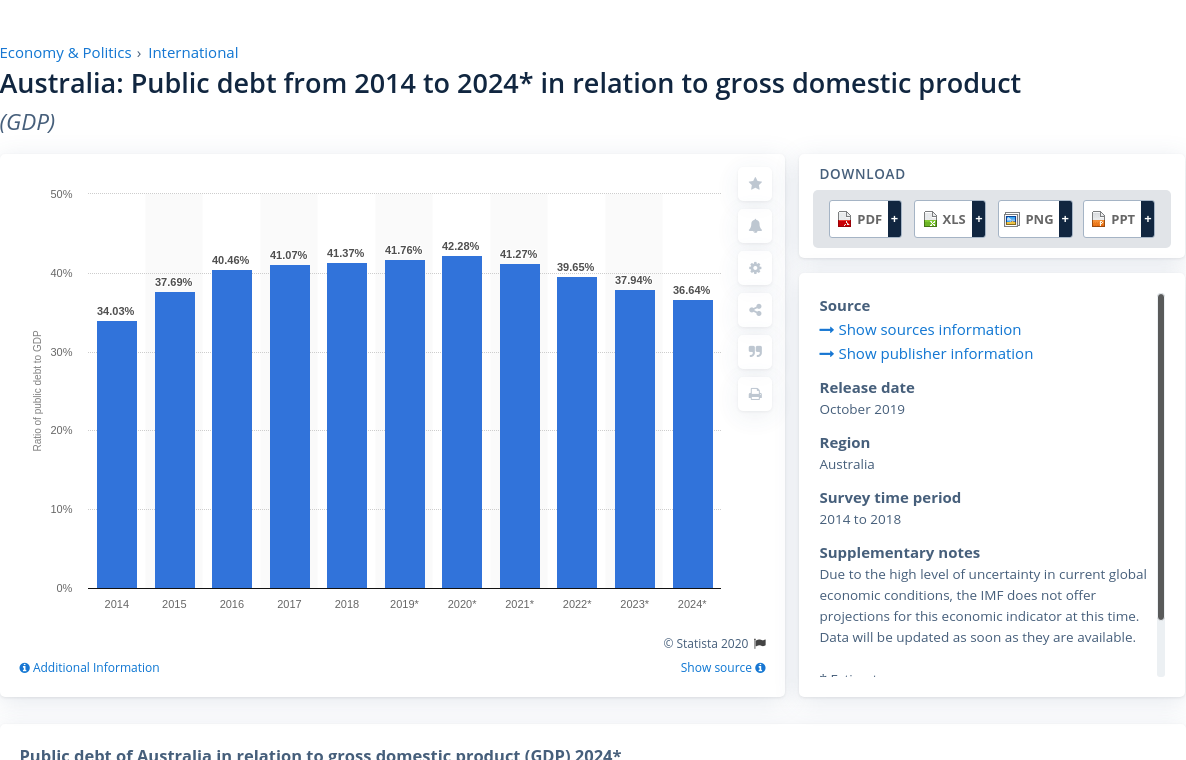 Economy & Politics › International
Australia: Public debt from 2014 to 2024* in relation to gross domestic product
(GDP)
50%
40%
30%
20%
10%
0%
Ratio of public debt to GDP
34.03%
37.69%
40.46%
41.07%
41.37%
41.76%
42.28%
41.27%
39.65%
37.94%
36.64%
2014
2015
2016
2017
2018
2019*
2020*
2021*
2022*
2023*
2024*
© Statista 2020
Additional Information
Show source
DOWNLOAD
PDF +
XLS +
PNG +
PPT +
Source
Show sources information
Show publisher information
Release date
October 2019
Region
Australia
Survey time period
2014 to 2018
Supplementary notes
Due to the high level of uncertainty in current global
economic conditions, the IMF does not offer
projections for this economic indicator at this time.
Data will be updated as soon as they are available.
Public debt of Australia in relation to gross domestic product (GDP) 2024*